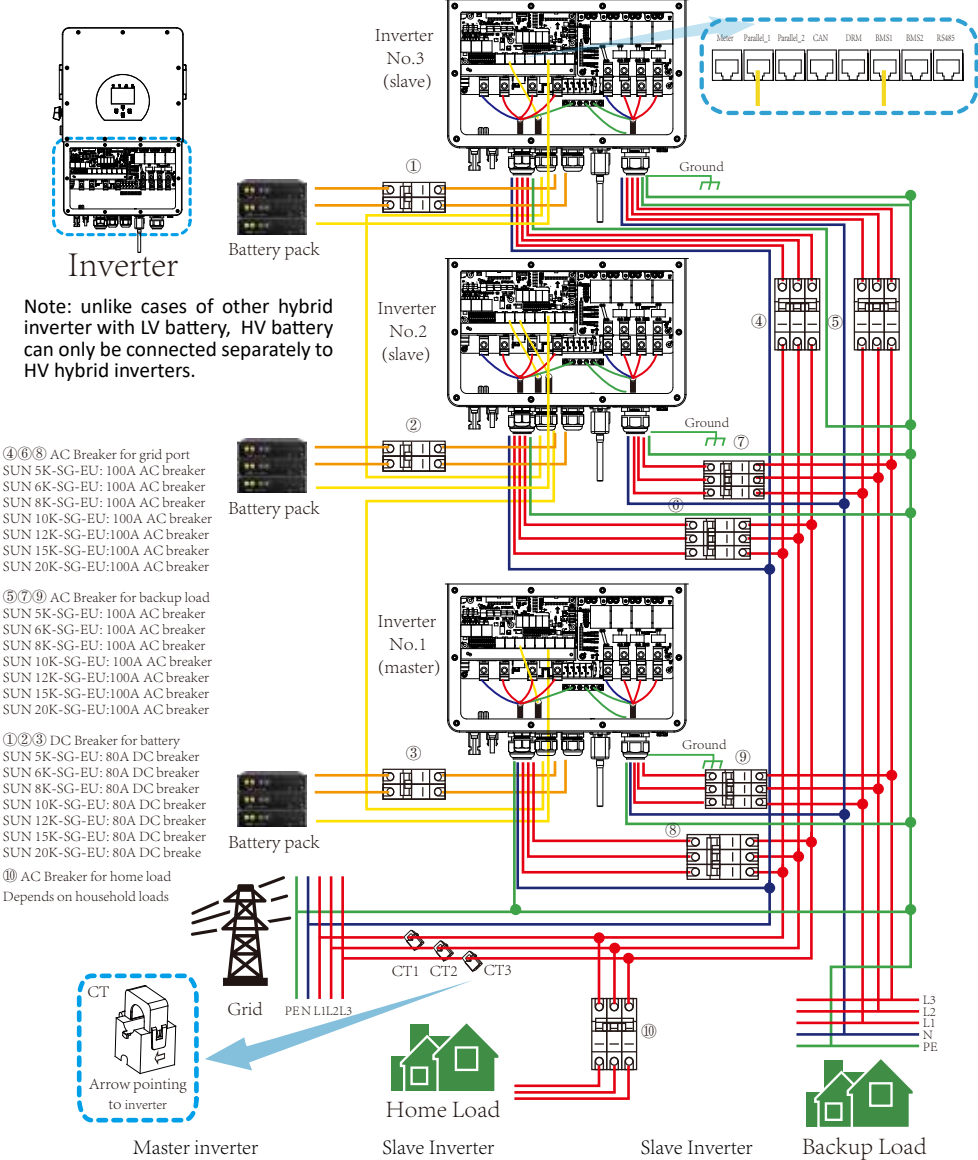 Inverter
No.3
(slave)
Meter Parallel_1 Parallel_2 CAN DRM BMS1 BMS2 RS485
①
Ground
Battery pack
Inverter
Note: unlike cases of other hybrid
inverter with LV battery, HV battery
can only be connected separately to
HV hybrid inverters.
Inverter
No.2
(slave)
④
⑤
②
Ground
⑦
Battery pack
⑥
④⑥⑧ AC Breaker for grid port
SUN 5K-SG-EU: 100A AC breaker
SUN 6K-SG-EU: 100A AC breaker
SUN 8K-SG-EU: 100A AC breaker
SUN 10K-SG-EU: 100A AC breaker
SUN 12K-SG-EU:100A AC breaker
SUN 15K-SG-EU:100A AC breaker
SUN 20K-SG-EU:100A AC breaker
⑤⑦⑨ AC Breaker for backup load
SUN 5K-SG-EU: 100A AC breaker
SUN 6K-SG-EU: 100A AC breaker
SUN 8K-SG-EU: 100A AC breaker
SUN 10K-SG-EU: 100A AC breaker
SUN 12K-SG-EU:100A AC breaker
SUN 15K-SG-EU:100A AC breaker
SUN 20K-SG-EU:100A AC breaker
①②③ DC Breaker for battery
SUN 5K-SG-EU: 80A DC breaker
SUN 6K-SG-EU: 80A DC breaker
SUN 8K-SG-EU: 80A DC breaker
SUN 10K-SG-EU: 80A DC breaker
SUN 12K-SG-EU: 80A DC breaker
SUN 15K-SG-EU: 80A DC breaker
SUN 20K-SG-EU: 80A DC breake
⑩ AC Breaker for home load
Depends on household loads
Inverter
No.1
(master)
③
Ground
⑨
Battery pack
⑧
CT1 CT2 CT3
Grid
PE N L1 L2 L3
CT
Arrow pointing
to inverter
⑩
Home Load
L3
L2
L1
N
PE
Backup Load
Master inverter
Slave Inverter
Slave Inverter